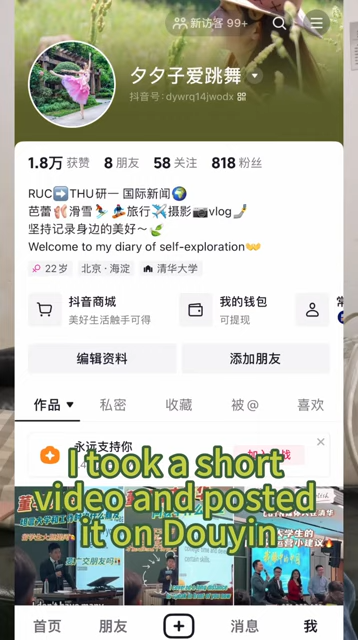 新访客 99+
夕夕子爱跳舞
抖音号：dywrq14jwodx
1.8万 获赞 8 朋友 58 关注 818 粉丝
RUC➡️THU研一 国际新闻🌍
芭蕾🩰滑雪⛷️🏂旅行✈️摄影📷vlog🤳
坚持记录身边的美好～🍃
Welcome to my diary of self-exploration🫶
22岁 北京·海淀 清华大学
抖音商城
美好生活触手可得
我的钱包
可提现
常
编辑资料 添加朋友
作品 私密 收藏 被@ 喜欢
永远支持你
I took a short
video and posted
it on Douyin
首页 朋友 消息 我